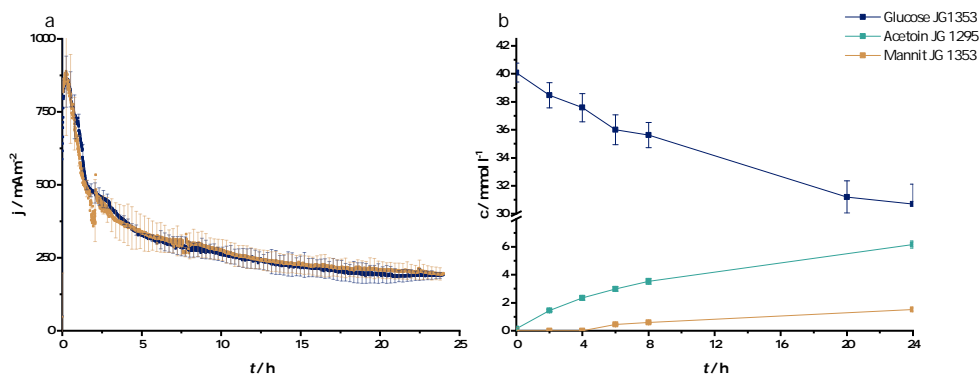 a
1000
750
500
250
0
j / mAm-2
0 5 10 15 20 25
t / h
b
Glucose JG1353
Acetoin JG 1295
Mannit JG 1353
42
40
38
36
34
32
30
6
4
2
0
c / mmol l-1
0 4 8 12 16 20 24
t / h